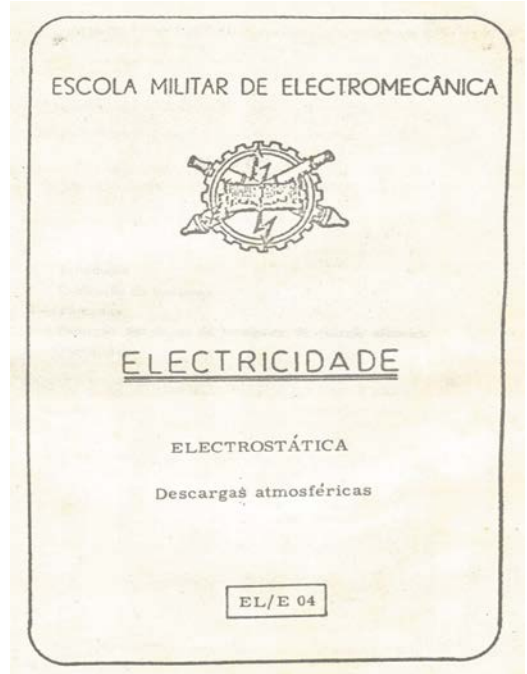 ESCOLA MILITAR DE ELECTROMECÂNICA
ELECTRICIDADE
ELECTROSTÁTICA
Descargas atmosféricas
EL/E 04